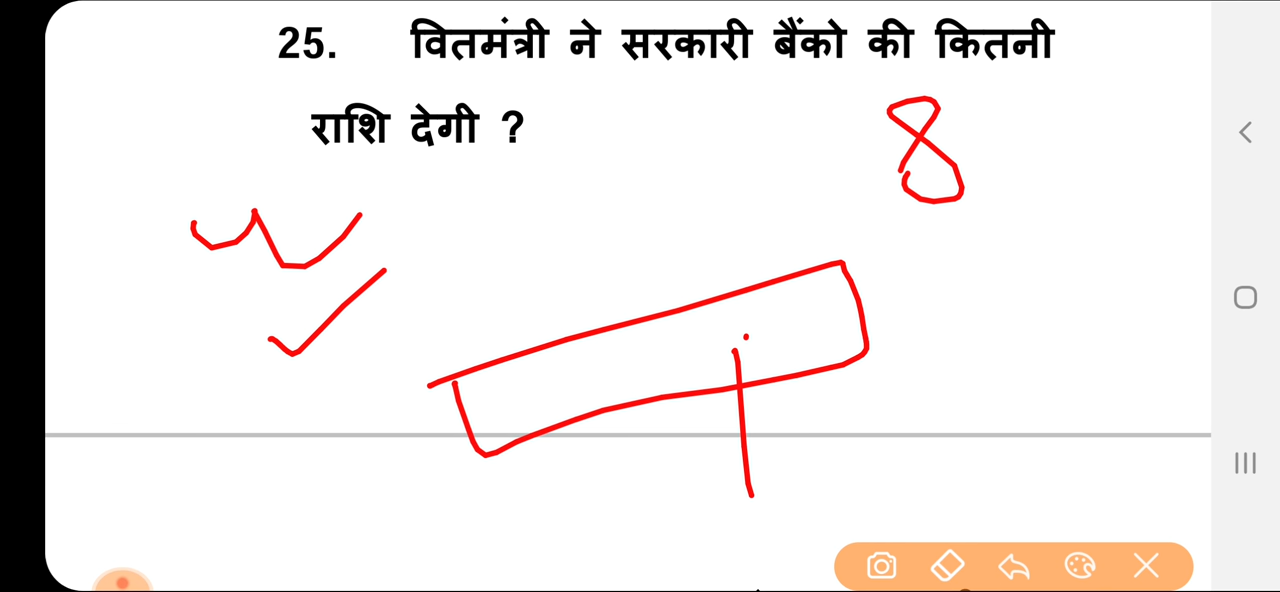 25. वितमंत्री ने सरकारी बैंको की कितनी
राशि देगी ?
8